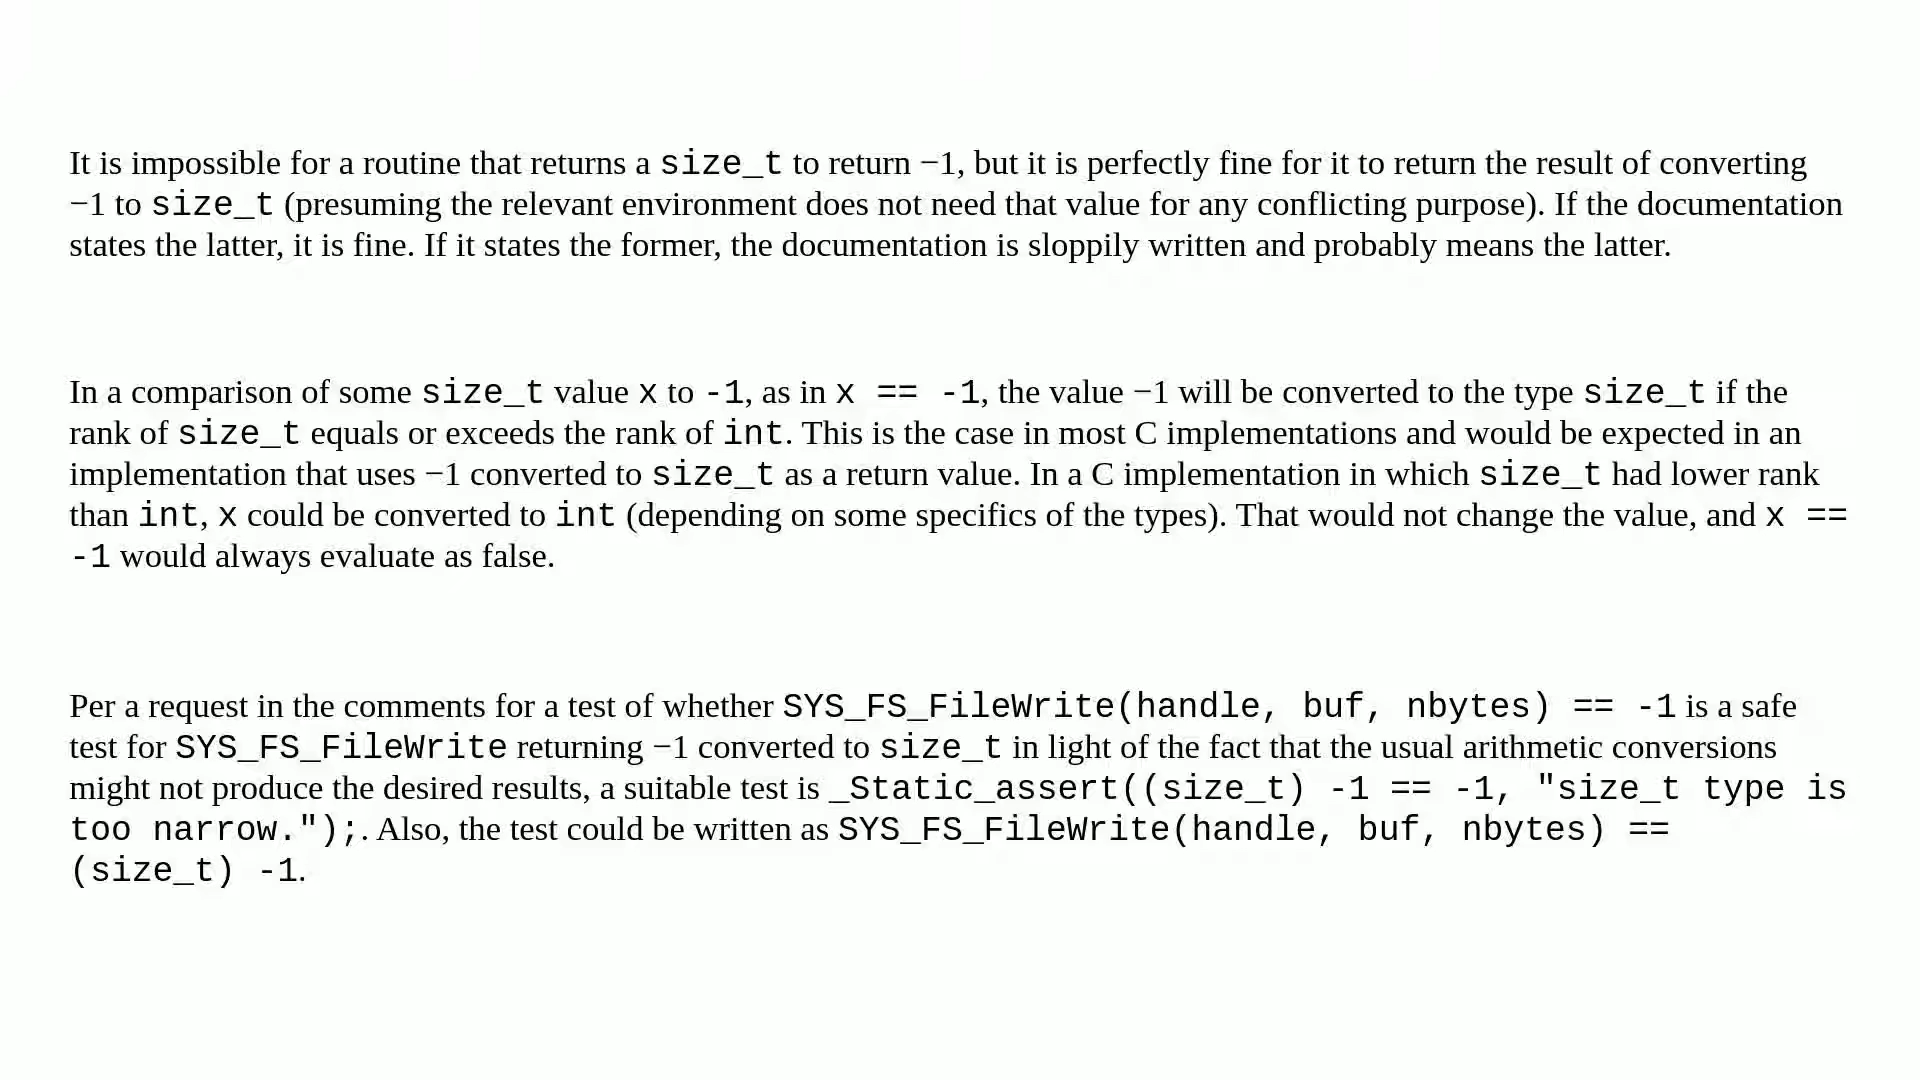 It is impossible for a routine that returns a size_t to return −1, but it is perfectly fine for it to return the result of converting
−1 to size_t (presuming the relevant environment does not need that value for any conflicting purpose). If the documentation
states the latter, it is fine. If it states the former, the documentation is sloppily written and probably means the latter.
In a comparison of some size_t value x to -1, as in x == -1, the value −1 will be converted to the type size_t if the
rank of size_t equals or exceeds the rank of int. This is the case in most C implementations and would be expected in an
implementation that uses −1 converted to size_t as a return value. In a C implementation in which size_t had lower rank
than int, x could be converted to int (depending on some specifics of the types). That would not change the value, and x ==
-1 would always evaluate as false.
Per a request in the comments for a test of whether SYS_FS_FileWrite(handle, buf, nbytes) == -1 is a safe
test for SYS_FS_FileWrite returning −1 converted to size_t in light of the fact that the usual arithmetic conversions
might not produce the desired results, a suitable test is _Static_assert((size_t) -1 == -1, "size_t type is
too narrow.");. Also, the test could be written as SYS_FS_FileWrite(handle, buf, nbytes) ==
(size_t) -1.